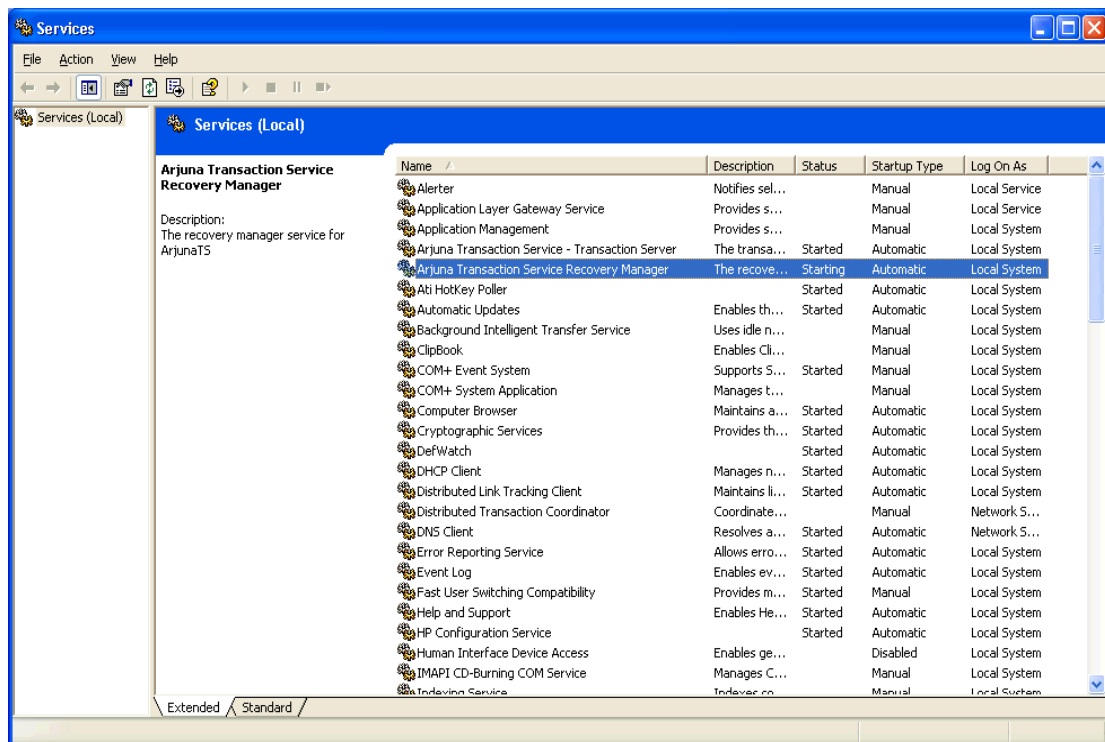 Services
File Action View Help
Services (Local)
Services (Local)
Arjuna Transaction Service
Recovery Manager
Description:
The recovery manager service for
ArjunaTS
Name Description Status Startup Type Log On As
Alerter Notifies sel... Manual Local Service
Application Layer Gateway Service Provides s... Manual Local Service
Application Management Provides s... Manual Local System
Arjuna Transaction Service - Transaction Server The transa... Started Automatic Local System
Arjuna Transaction Service Recovery Manager The recove... Starting Automatic Local System
Ati HotKey Poller Started Automatic Local System
Automatic Updates Enables th... Started Automatic Local System
Background Intelligent Transfer Service Uses idle n... Manual Local System
ClipBook Enables Cli... Manual Local System
COM+ Event System Supports S... Started Manual Local System
COM+ System Application Manages t... Manual Local System
Computer Browser Maintains a... Started Automatic Local System
Cryptographic Services Provides th... Started Automatic Local System
DefWatch Started Automatic Local System
DHCP Client Manages n... Started Automatic Local System
Distributed Link Tracking Client Maintains li... Started Automatic Local System
Distributed Transaction Coordinator Coordinate... Manual Network S...
DNS Client Resolves a... Started Automatic Network S...
Error Reporting Service Allows erro... Started Automatic Local System
Event Log Enables ev... Started Automatic Local System
Fast User Switching Compatibility Provides m... Started Manual Local System
Help and Support Enables He... Started Automatic Local System
HP Configuration Service Started Automatic Local System
Human Interface Device Access Enables ge... Disabled Local System
IMAPI CD-Burning COM Service Manages C... Manual Local System
Indexing Service Indexes co... Manual Local System
Extended Standard